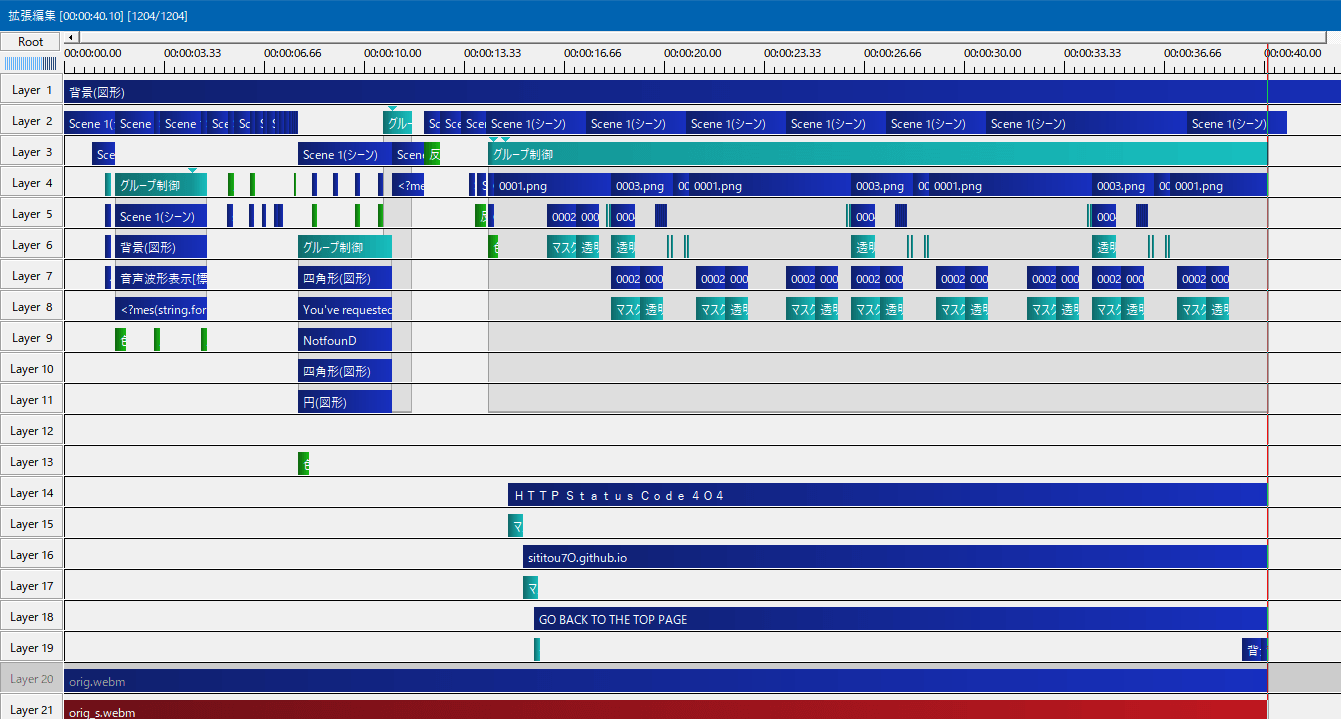 拡張編集 [00:00:40.10] [1204/1204]
Root
00:00:00.00 00:00:03.33 00:00:06.66 00:00:10.00 00:00:13.33 00:00:16.66 00:00:20.00 00:00:23.33 00:00:26.66 00:00:30.00 00:00:33.33 00:00:36.66 00:00:40.00
Layer 1 背景(図形)
Layer 2 Scene 1(シ Scene Scene 1( Sce Sc S S グルー Sc Sce Scen Scene 1(シーン) Scene 1(シーン) Scene 1(シーン) Scene 1(シーン) Scene 1(シーン) Scene 1(シーン) Scene 1(シーン)
Layer 3 Sce Scene 1(シーン) Scene 反 グループ制御
Layer 4 グループ制御 <?me S 0001.png 0003.png 00 0001.png 0003.png 00 0001.png 0003.png 00 0001.png
Layer 5 Scene 1(シーン) 反 0002 000 000 000 000
Layer 6 背景(図形) グループ制御 マスク 透明 透明 透明 透明
Layer 7 音声波形表示[標 四角形(図形) 0002 000 0002 000 0002 000 0002 000 0002 000 0002 000 0002 000 0002 000
Layer 8 <?mes(string.for You've requested マスク 透明 マスク 透明 マスク 透明 マスク 透明 マスク 透明 マスク 透明 マスク 透明 マスク 透明
Layer 9 NotfounD
Layer 10 四角形(図形)
Layer 11 円(図形)
Layer 12
Layer 13
Layer 14 ＨＴＴＰ Ｓｔａｔｕｓ Ｃｏｄｅ ４０４
Layer 15 マ
Layer 16 sititou70.github.io
Layer 17 マ
Layer 18 GO BACK TO THE TOP PAGE
Layer 19 背
Layer 20 orig.webm
Layer 21 orig_s.webm